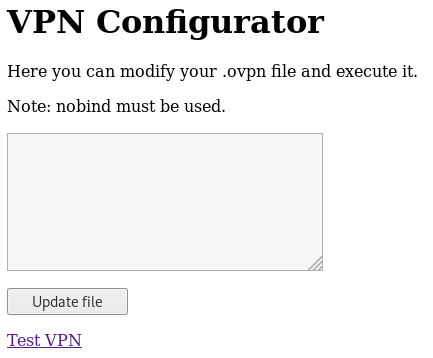 VPN Configurator
Here you can modify your .ovpn file and execute it.
Note: nobind must be used.
Update file
Test VPN